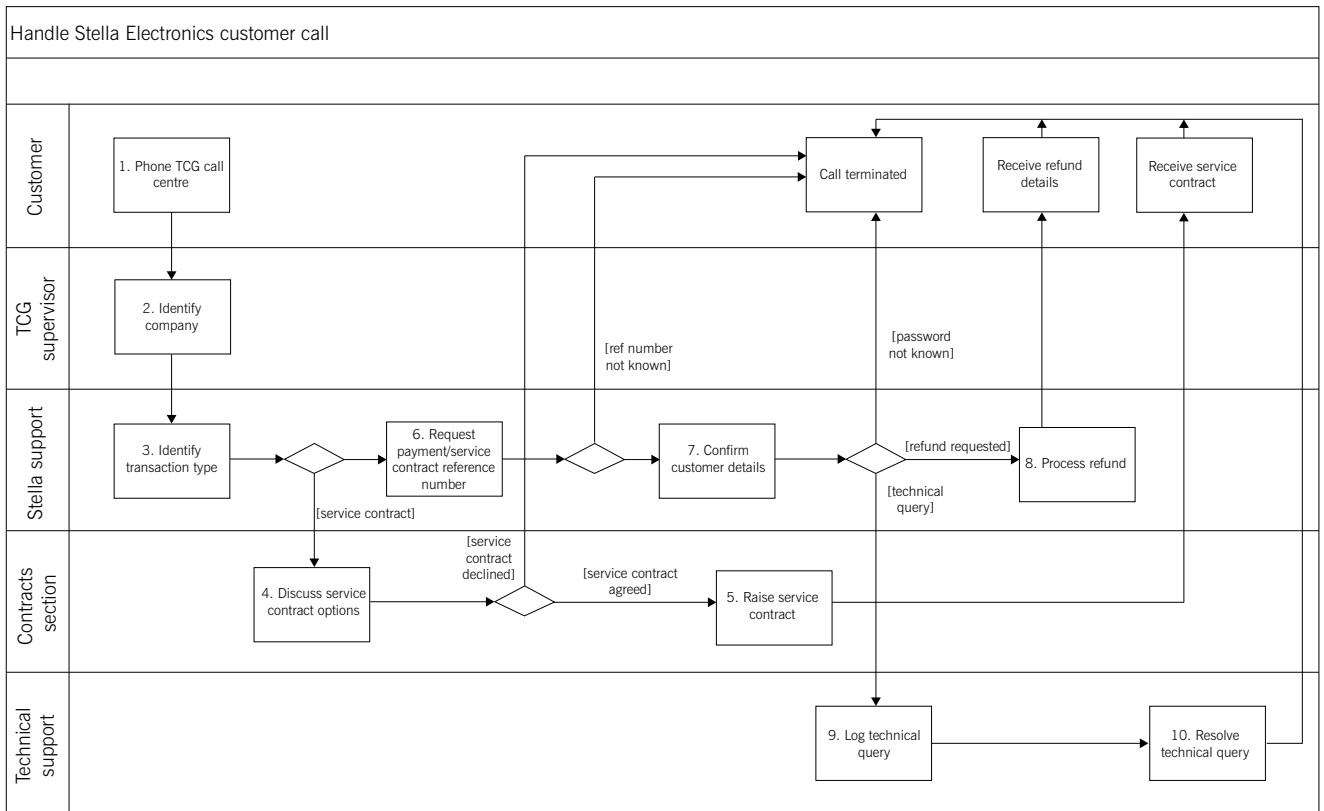 Handle Stella Electronics customer call
Customer
1. Phone TCG call
centre
Call terminated
Receive refund
details
Receive service
contract
TCG
supervisor
2. Identify
company
[ref number
not known]
[password
not known]
Stella support
3. Identify
transaction type
6. Request
payment/service
contract reference
number
7. Confirm
customer details
[refund requested]
8. Process refund
[service contract]
[technical
query]
Contracts
section
[service
contract
declined]
4. Discuss service
contract options
[service contract
agreed]
5. Raise service
contract
Technical
support
9. Log technical
query
10. Resolve
technical query